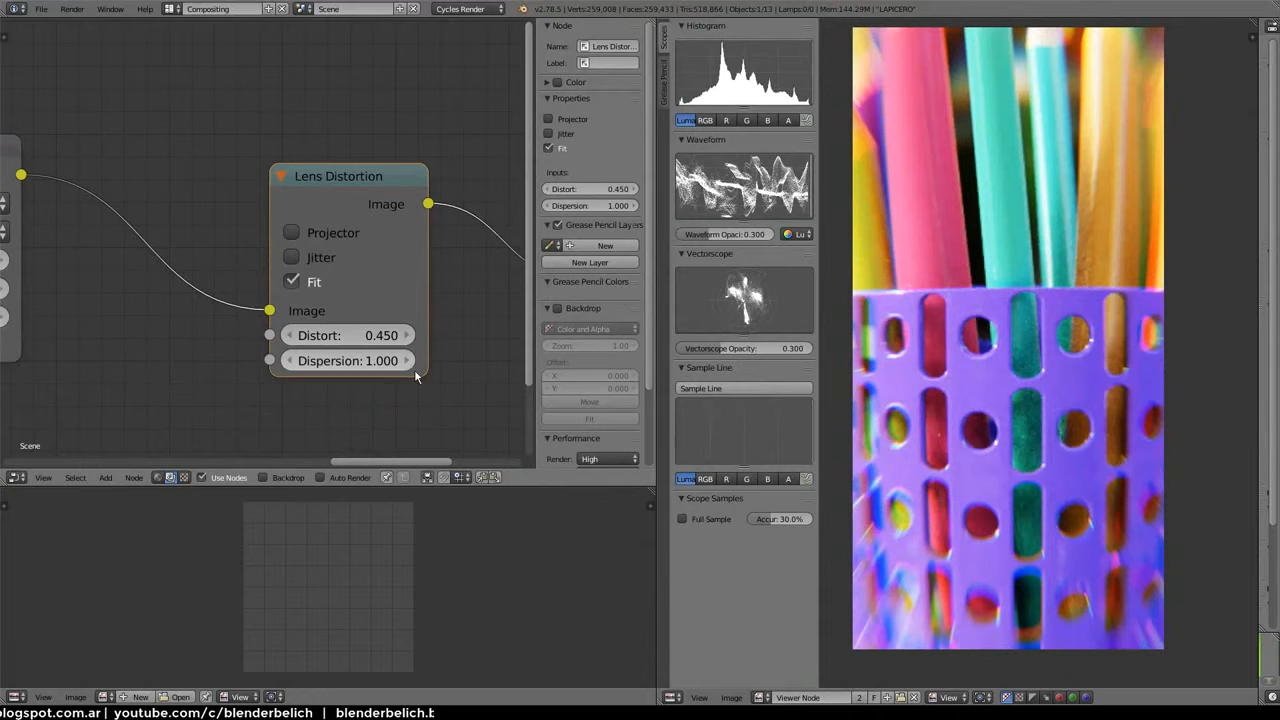 File Render Window Help Compositing Scenes Cycles Render v2.78.5 | Verts:259,008 | Faces:259,433 | Tris:518,866 | Objects:1/13 | Lamps:0/0 | Mem:144.29M | "LAPICERO"
Lens Distortion
Image
Projector
Jitter
Fit
Image
Distort: 0.450
Dispersion: 1.000
Scene
View Select Add Node Use Nodes Backdrop Auto Render
Node
Name: Lens Distor...
Label:
Color
Properties
Projector
Jitter
Fit
Inputs:
Distort: 0.450
Dispersion: 1.000
Grease Pencil Layers
New
New Layer
Grease Pencil Colors
Backdrop
Color and Alpha
Zoom: 1.00
Offset:
X: 0.000
Y: 0.000
Move
Fit
Performance
Render: High
Scopes
Grease Pencil
Histogram
Luma RGB R G B A
Waveform
Waveform Opaci: 0.300 Lu
Vectorscope
Vectorscope Opacity: 0.300
Sample Line
Sample Line
Luma RGB R G B A
Scope Samples
Full Sample Accur: 30.0%
View Image New Open View
View Image Viewer Node 2 F View
blogspot.com.ar | youtube.com/c/blenderbelich | blenderbelich.b